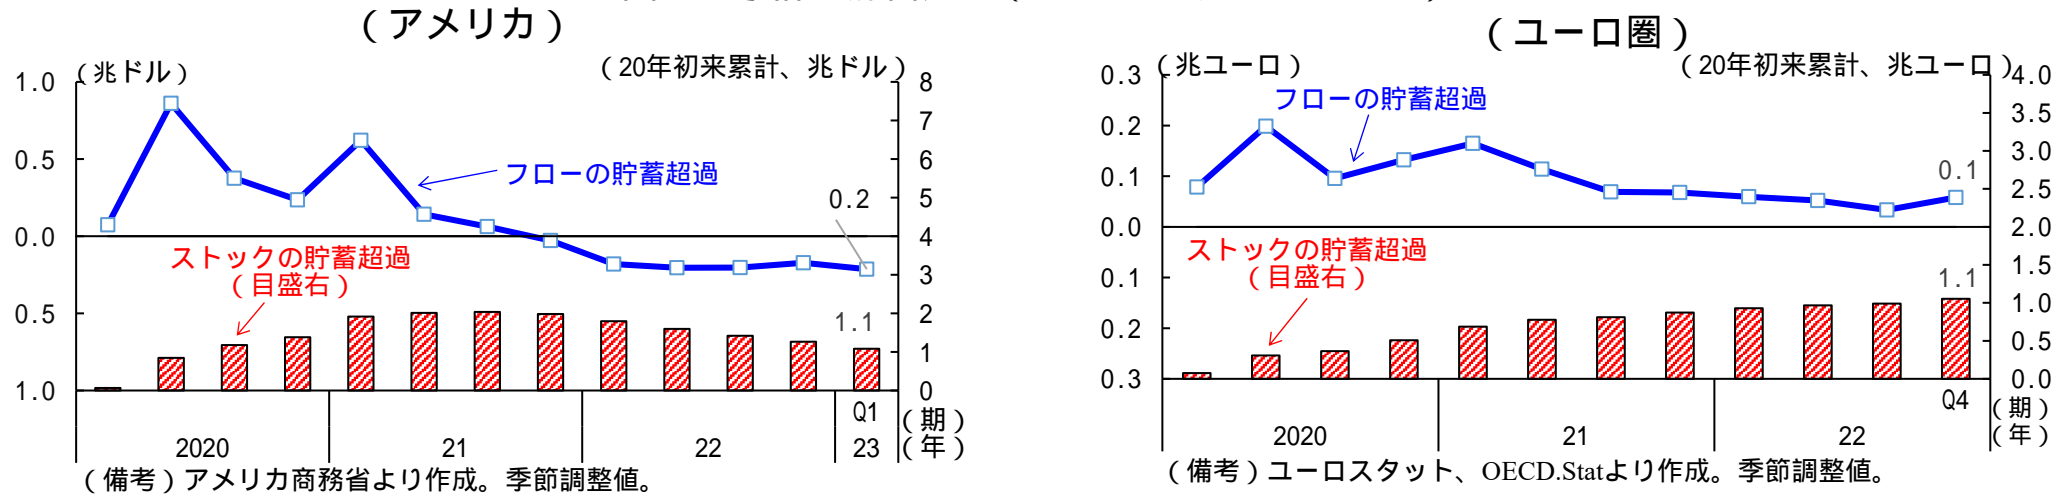 （アメリカ）
（兆ドル）
（20年初来累計、兆ドル）
1.0
0.5
0.0
0.5
1.0
8
7
6
5
4
3
2
1
0
フローの貯蓄超過
0.2
ストックの貯蓄超過
（目盛右）
1.1
Q1
（期）
2020
21
22
23
（年）
（備考）アメリカ商務省より作成。季節調整値。
（ユーロ圏）
（兆ユーロ）
（20年初来累計、兆ユーロ）
0.3
0.2
0.1
0.0
0.1
0.2
0.3
4.0
3.5
3.0
2.5
2.0
1.5
1.0
0.5
0.0
フローの貯蓄超過
0.1
ストックの貯蓄超過
（目盛右）
1.1
Q4
（期）
2020
21
22
（年）
（備考）ユーロスタット、OECD.Statより作成。季節調整値。